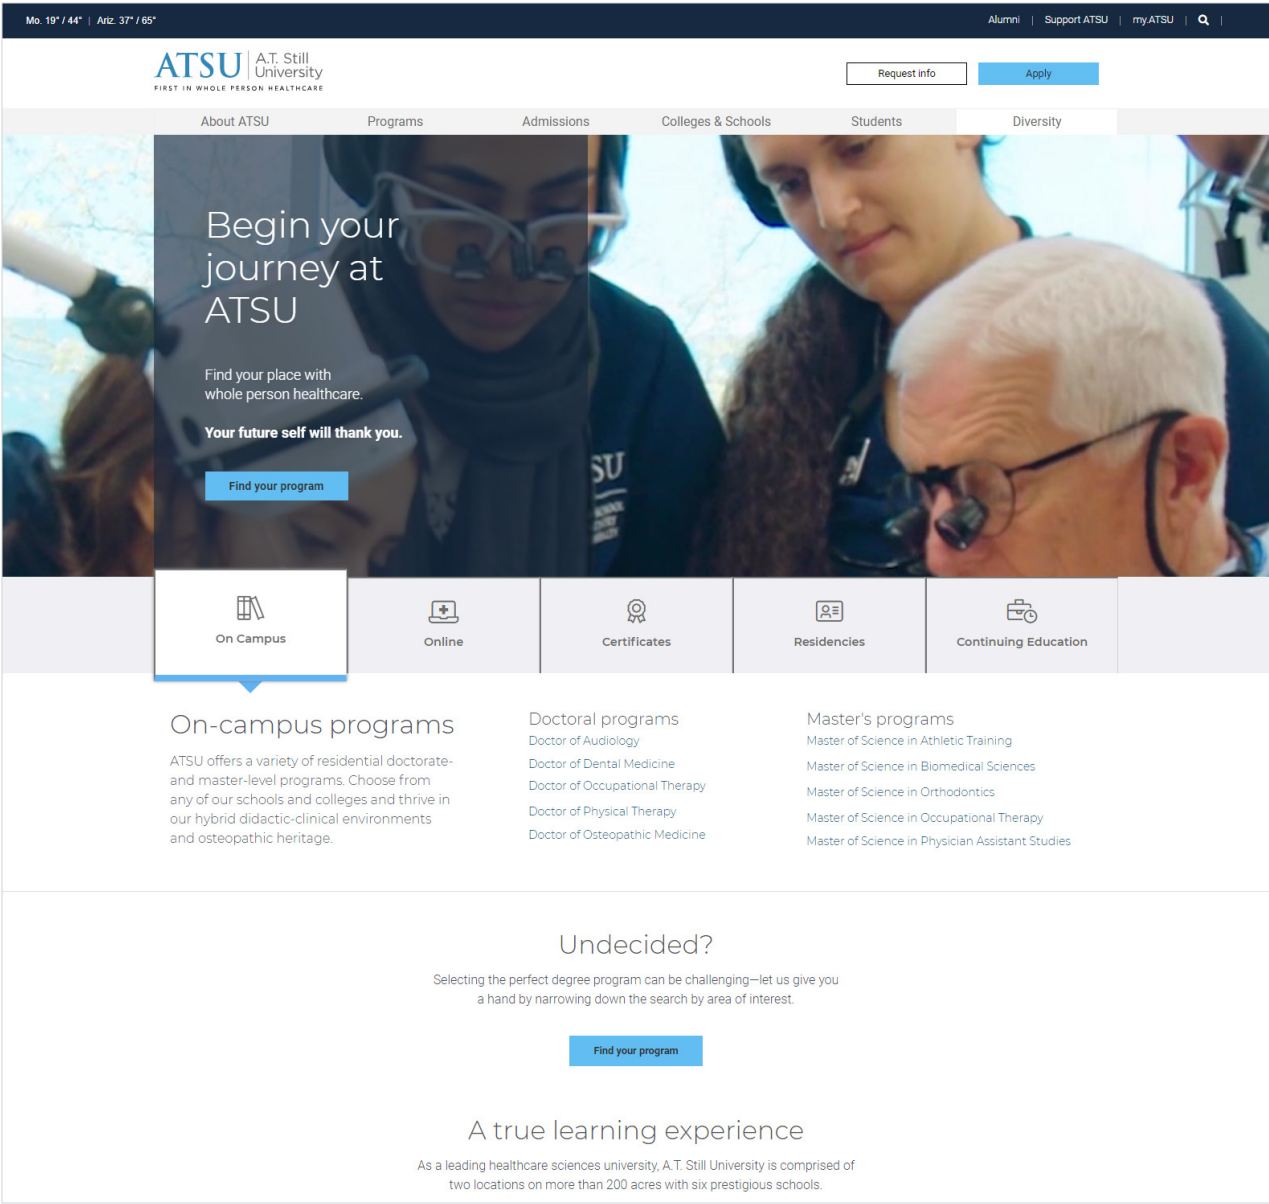 Mo. 19° / 44° | Ariz. 37° / 65°
Alumni | Support ATSU | my.ATSU | |
ATSU A.T. Still
University
FIRST IN WHOLE PERSON HEALTHCARE
Request info
Apply
About ATSU
Programs
Admissions
Colleges & Schools
Students
Diversity
Begin your
journey at
ATSU
Find your place with
whole person healthcare.
Your future self will thank you.
Find your program
SU
SCHOOL
On Campus
Online
Certificates
Residencies
Continuing Education
On-campus programs
ATSU offers a variety of residential doctorate-
and master-level programs. Choose from
any of our schools and colleges and thrive in
our hybrid didactic-clinical environments
and osteopathic heritage.
Doctoral programs
Doctor of Audiology
Doctor of Dental Medicine
Doctor of Occupational Therapy
Doctor of Physical Therapy
Doctor of Osteopathic Medicine
Master's programs
Master of Science in Athletic Training
Master of Science in Biomedical Sciences
Master of Science in Orthodontics
Master of Science in Occupational Therapy
Master of Science in Physician Assistant Studies
Undecided?
Selecting the perfect degree program can be challenging—let us give you
a hand by narrowing down the search by area of interest.
Find your program
A true learning experience
As a leading healthcare sciences university, A.T. Still University is comprised of
two locations on more than 200 acres with six prestigious schools.